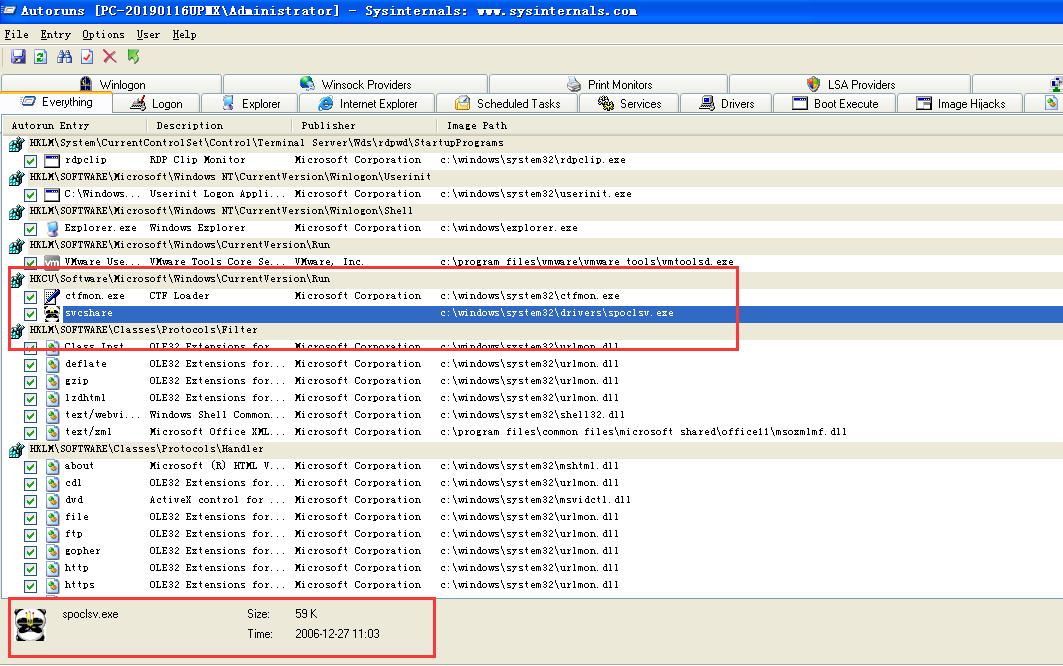 Autoruns [PC-20190116UPMX\Administrator] - Sysinternals: www.sysinternals.com
File Entry Options User Help
Winlogon Winsock Providers Print Monitors LSA Providers
Everything Logon Explorer Internet Explorer Scheduled Tasks Services Drivers Boot Execute Image Hijacks
Autorun Entry Description Publisher Image Path
HKLM\System\CurrentControlSet\Control\Terminal Server\Wds\rdpwd\StartupPrograms
rdpclip RDP Clip Monitor Microsoft Corporation c:\windows\system32\rdpclip.exe
HKLM\SOFTWARE\Microsoft\Windows NT\CurrentVersion\Winlogon\Userinit
C:\Windows... Userinit Logon Appli... Microsoft Corporation c:\windows\system32\userinit.exe
HKLM\SOFTWARE\Microsoft\Windows NT\CurrentVersion\Winlogon\Shell
Explorer.exe Windows Explorer Microsoft Corporation c:\windows\explorer.exe
HKLM\SOFTWARE\Microsoft\Windows\CurrentVersion\Run
vm VMware Use... VMware Tools Core Se... VMware, Inc. c:\program files\vmware\vmware tools\vmtoolsd.exe
HKCU\Software\Microsoft\Windows\CurrentVersion\Run
ctfmon.exe CTF Loader Microsoft Corporation c:\windows\system32\ctfmon.exe
svcshare c:\windows\system32\drivers\spoclsv.exe
HKLM\SOFTWARE\Classes\Protocols\Filter
Class Inst... OLE32 Extensions for... Microsoft Corporation c:\windows\system32\urlmon.dll
deflate OLE32 Extensions for... Microsoft Corporation c:\windows\system32\urlmon.dll
gzip OLE32 Extensions for... Microsoft Corporation c:\windows\system32\urlmon.dll
lzdhtml OLE32 Extensions for... Microsoft Corporation c:\windows\system32\urlmon.dll
text/webvi... Windows Shell Common... Microsoft Corporation c:\windows\system32\shell32.dll
text/xml Microsoft Office XML... Microsoft Corporation c:\program files\common files\microsoft shared\office11\msoxmlmf.dll
HKLM\SOFTWARE\Classes\Protocols\Handler
about Microsoft (R) HTML V... Microsoft Corporation c:\windows\system32\mshtml.dll
cdl OLE32 Extensions for... Microsoft Corporation c:\windows\system32\urlmon.dll
dvd ActiveX control for ... Microsoft Corporation c:\windows\system32\msvidctl.dll
file OLE32 Extensions for... Microsoft Corporation c:\windows\system32\urlmon.dll
ftp OLE32 Extensions for... Microsoft Corporation c:\windows\system32\urlmon.dll
gopher OLE32 Extensions for... Microsoft Corporation c:\windows\system32\urlmon.dll
http OLE32 Extensions for... Microsoft Corporation c:\windows\system32\urlmon.dll
https OLE32 Extensions for... Microsoft Corporation c:\windows\system32\urlmon.dll
spoclsv.exe Size: 59 K
Time: 2006-12-27 11:03